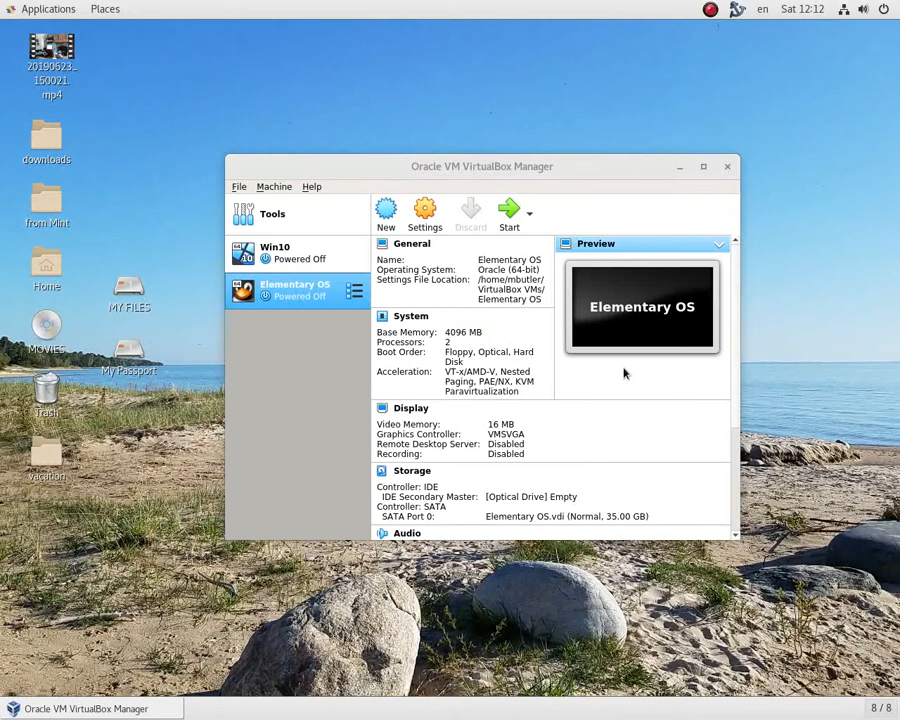 Applications
Places
en
Sat 12:12
20190623_
150021.
mp4
downloads
from Mint
Home
MY FILES
MOVIES
My Passport
Trash
vacation
Oracle VM VirtualBox Manager
File
Machine
Help
Tools
New
Settings
Discard
Start
64
10
Win10
Powered Off
64
Elementary OS
Powered Off
General
Name: Elementary OS
Operating System: Oracle (64-bit)
Settings File Location: /home/mbutler/
VirtualBox VMs/
Elementary OS
Preview
Elementary OS
System
Base Memory: 4096 MB
Processors: 2
Boot Order: Floppy, Optical, Hard
Disk
Acceleration: VT-x/AMD-V, Nested
Paging, PAE/NX, KVM
Paravirtualization
Display
Video Memory: 16 MB
Graphics Controller: VMSVGA
Remote Desktop Server: Disabled
Recording: Disabled
Storage
Controller: IDE
IDE Secondary Master: [Optical Drive] Empty
Controller: SATA
SATA Port 0: Elementary OS.vdi (Normal, 35.00 GB)
Audio
Oracle VM VirtualBox Manager
8 / 8